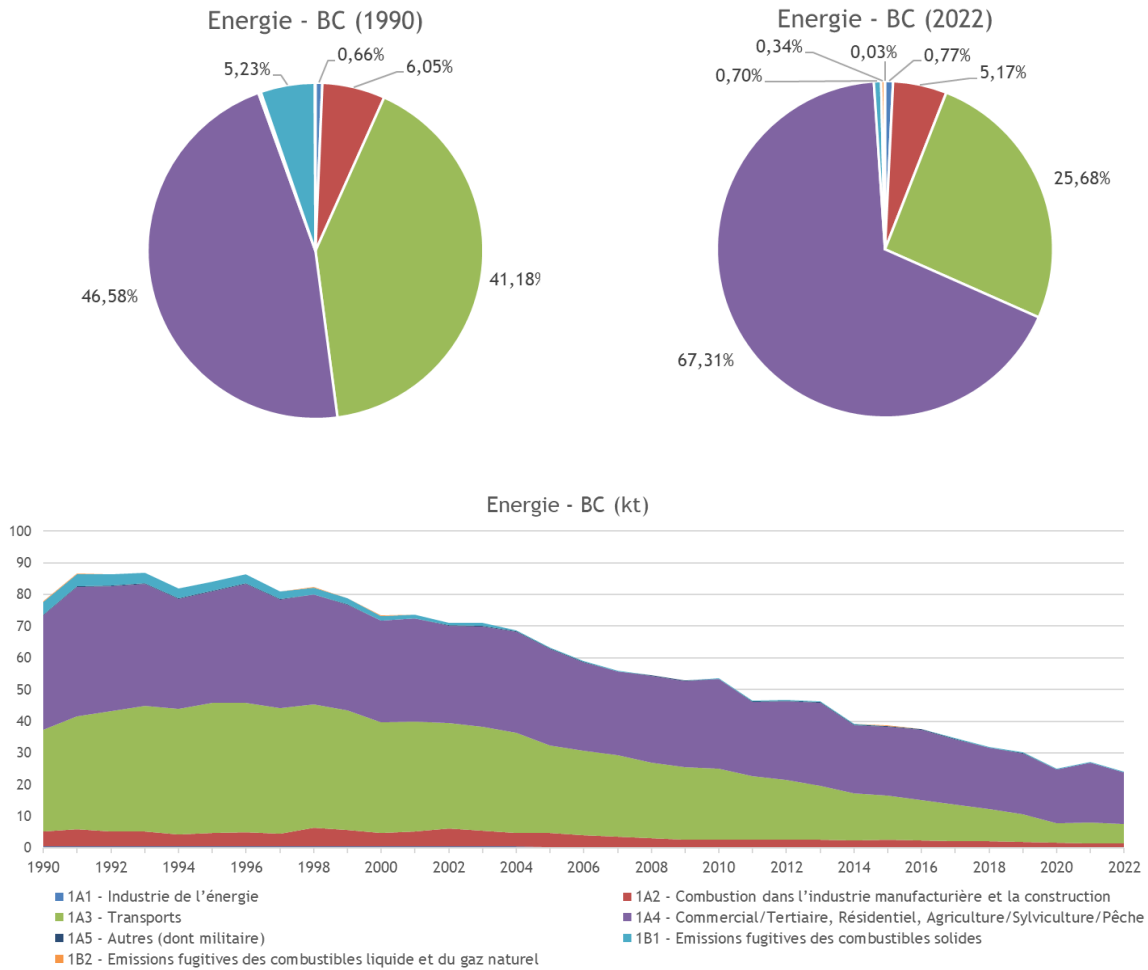 Energie - BC (1990)
Energie - BC (2022)
5,23%
0,66%
6,05%
46,58%
41,18%
0,34%
0,03%
0,77%
0,70%
5,17%
25,68%
67,31%
Energie - BC (kt)
100
90
80
70
60
50
40
30
20
10
0
1990 1992 1994 1996 1998 2000 2002 2004 2006 2008 2010 2012 2014 2016 2018 2020 2022
1A1 - Industrie de l’énergie
1A2 - Combustion dans l’industrie manufacturière et la construction
1A3 - Transports
1A4 - Commercial/Tertiaire, Résidentiel, Agriculture/Sylviculture/Pêche
1A5 - Autres (dont militaire)
1B1 - Emissions fugitives des combustibles solides
1B2 - Emissions fugitives des combustibles liquide et du gaz naturel